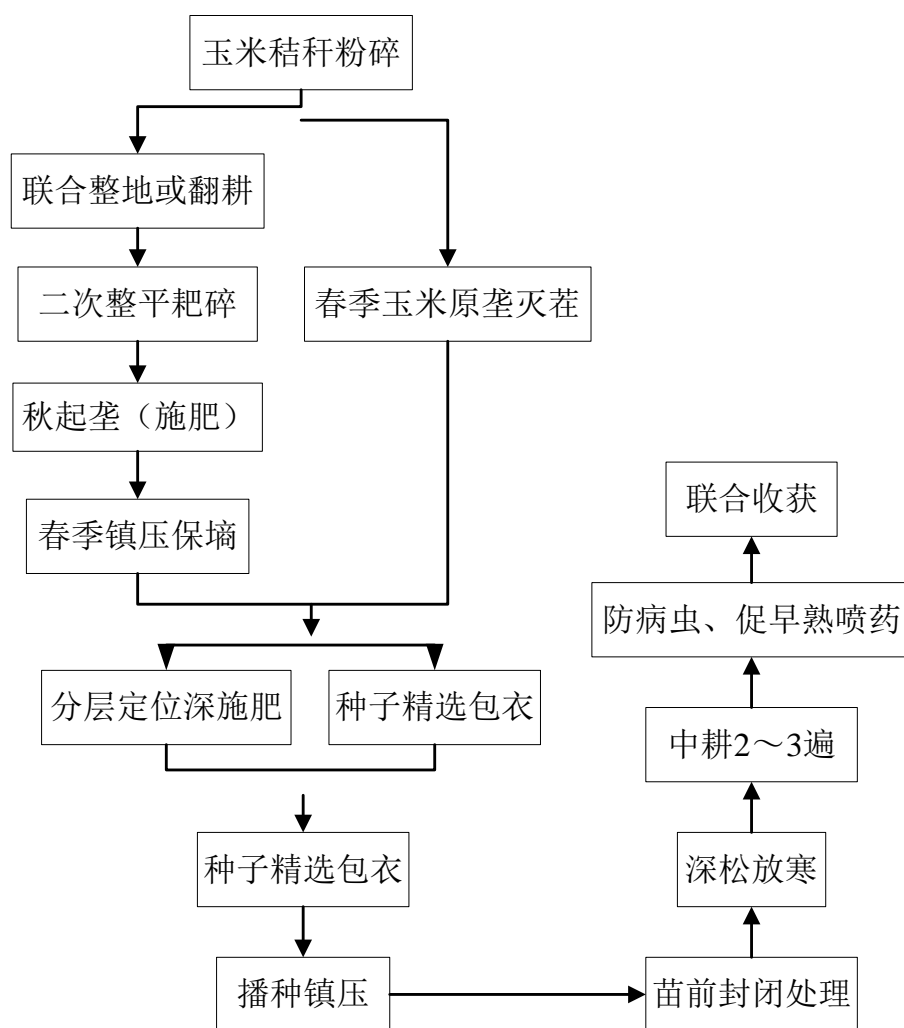 玉米秸秆粉碎
联合整地或翻耕
二次整平耙碎
春季玉米原垄灭茬
秋起垄（施肥）
春季镇压保墒
分层定位深施肥
种子精选包衣
种子精选包衣
播种镇压
苗前封闭处理
深松放寒
中耕2～3遍
防病虫、促早熟喷药
联合收获